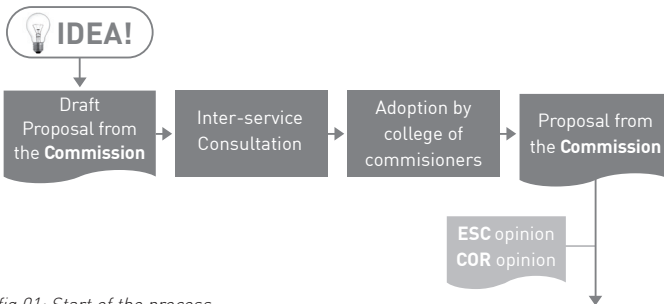 IDEA!
Draft
Proposal from
the Commission
Inter-service
Consultation
Adoption by
college of
commisioners
Proposal from
the Commission
ESC opinion
COR opinion
fig 01: Start of the process